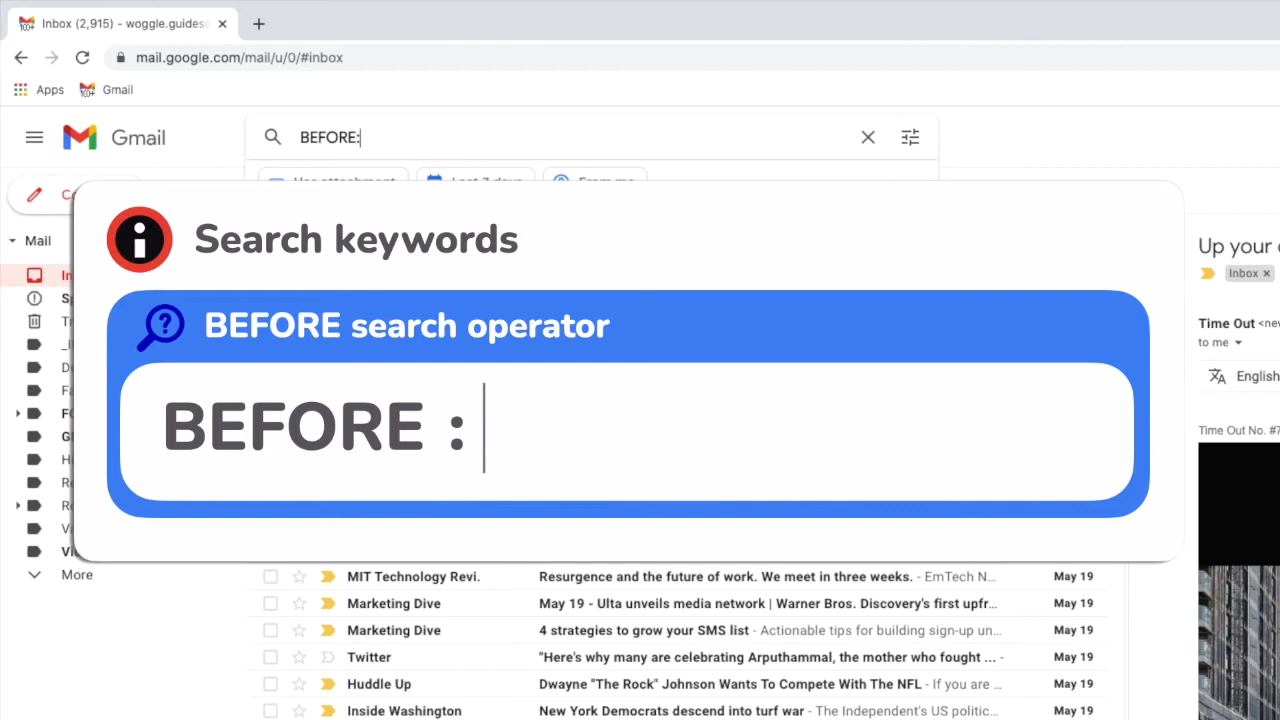 Inbox (2,915) - woggle.guides
mail.google.com/mail/u/0/#inbox
Apps Gmail
Gmail
BEFORE:
Search keywords
BEFORE search operator
BEFORE :
Mail
More
Up your
Inbox ×
Time Out
to me
English
Time Out No. #7
MIT Technology Revi. Resurgence and the future of work. We meet in three weeks. - EmTech N... May 19
Marketing Dive May 19 - Ulta unveils media network | Warner Bros. Discovery's first upfr... May 19
Marketing Dive 4 strategies to grow your SMS list - Actionable tips for building sign-up un... May 19
Twitter "Here's why many are celebrating Arputhammal, the mother who fought ... - May 19
Huddle Up Dwayne "The Rock" Johnson Wants To Compete With The NFL - If you are ... May 19
Inside Washington New York Democrats descend into turf war - The Independent's US politic... May 19